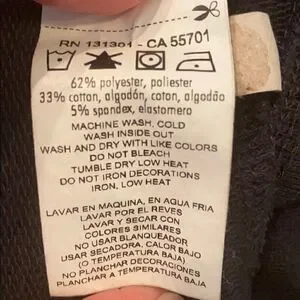 RN 131301 - CA 55701
62% polyester, poliester
33% cotton, algodón, coton, algodão
5% spandex, elastomero
MACHINE WASH, COLD
WASH INSIDE OUT
WASH AND DRY WITH LIKE COLORS
DO NOT BLEACH
TUMBLE DRY LOW HEAT
DO NOT IRON DECORATIONS
IRON, LOW HEAT
LAVAR EN MAQUINA, EN AGUA FRIA
LAVAR POR EL REVES
LAVAR Y SECAR CON
COLORES SIMILARES
NO USAR BLANQUEADOR
USAR SECADORA, CALOR BAJO
(O TEMPERATURA BAJA)
NO PLANCHAR DECORACIONES
PLANCHAR A TEMPERATURA BAJA